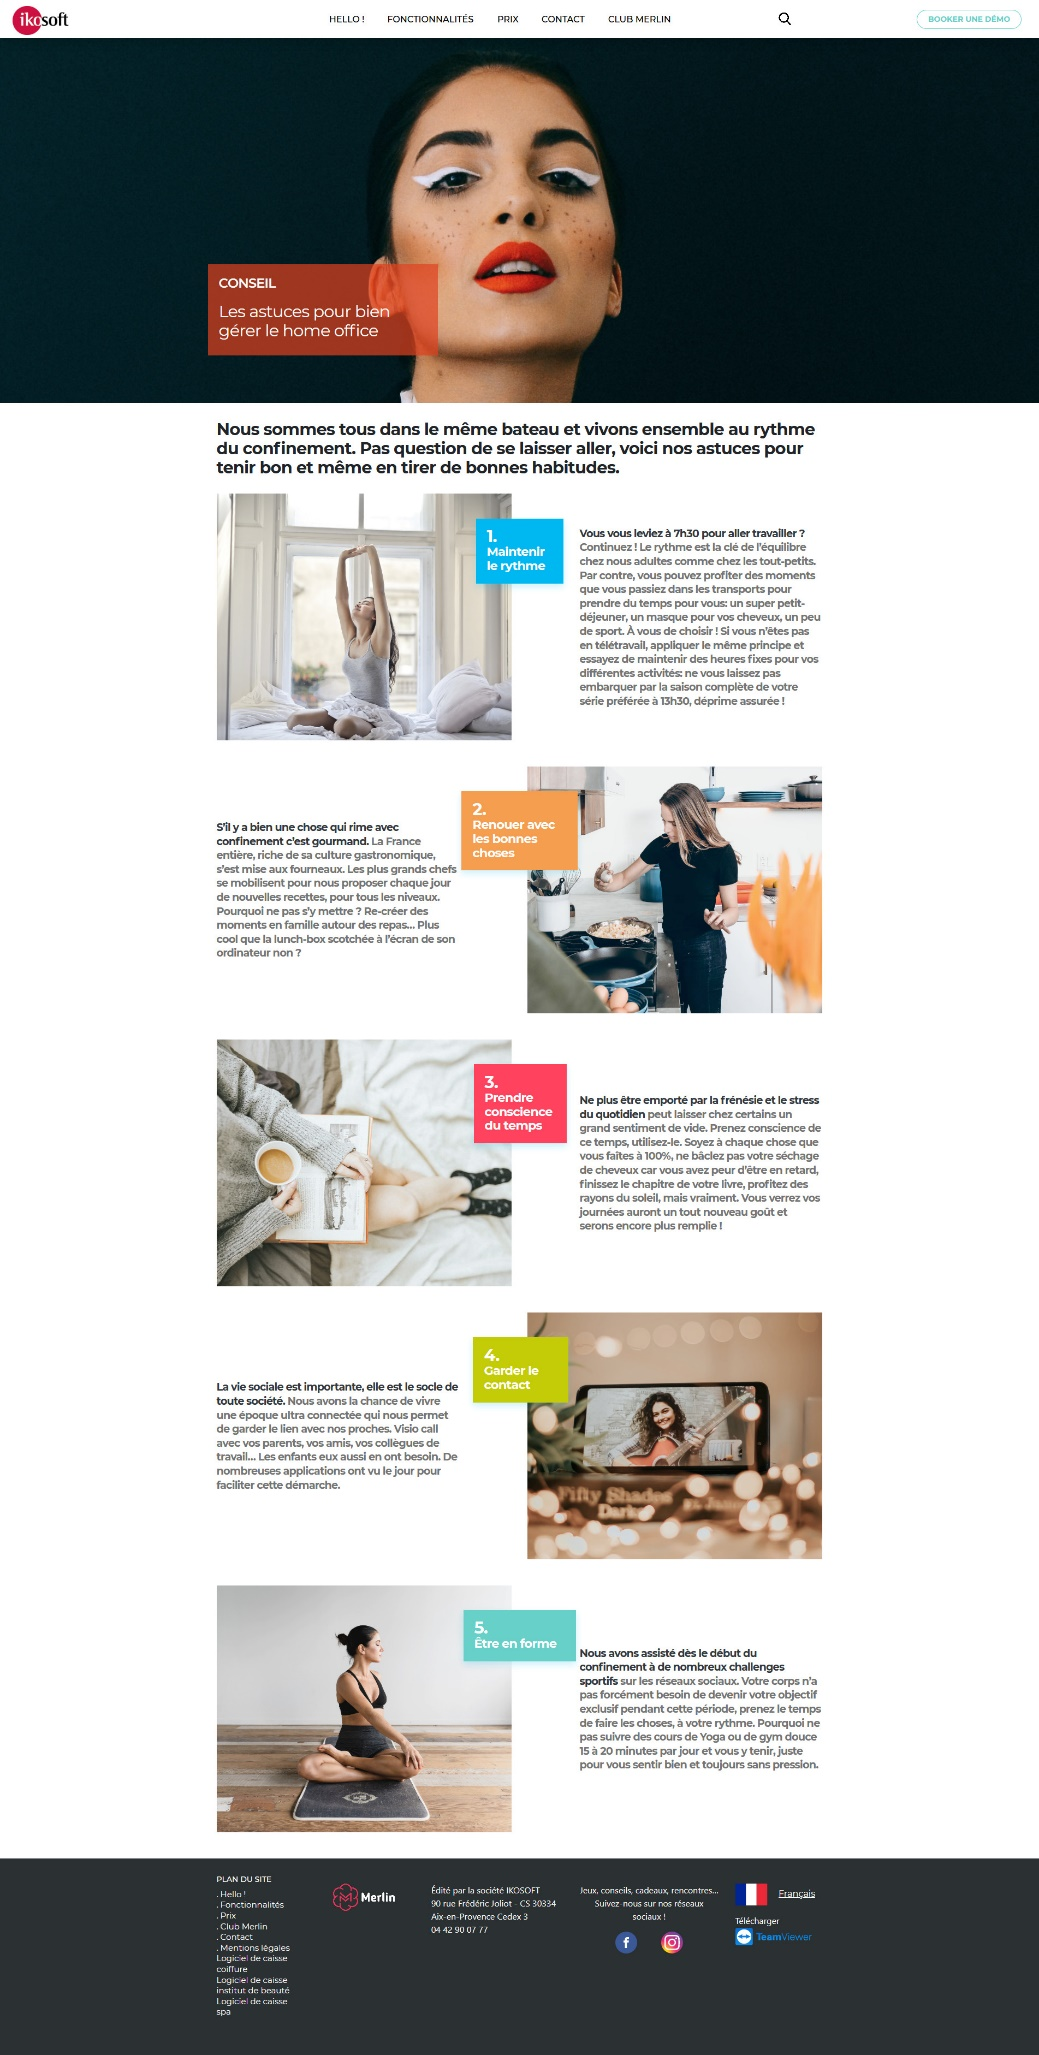 ikosoft
HELLO !
FONCTIONNALITÉS
PRIX
CONTACT
CLUB MERLIN
BOOKER UNE DÉMO
CONSEIL
Les astuces pour bien
gérer le home office
Nous sommes tous dans le même bateau et vivons ensemble au rythme
du confinement. Pas question de se laisser aller, voici nos astuces pour
tenir bon et même en tirer de bonnes habitudes.
1.
Maintenir
le rythme
Vous vous leviez à 7h30 pour aller travailler ?
Continuez ! Le rythme est la clé de l'équilibre
chez nous adultes comme chez les tout-petits.
Par contre, vous pouvez profiter des moments
que vous passiez dans les transports pour
prendre du temps pour vous: un super petit-
déjeuner, un masque pour vos cheveux, un peu
de sport. À vous de choisir ! Si vous n'êtes pas
en télétravail, appliquer le même principe et
essayez de maintenir des heures fixes pour vos
différentes activités: ne vous laissez pas
embarquer par la saison complète de votre
série préférée à 13h30, déprime assurée !
2.
Renouer avec
les bonnes
choses
S'il y a bien une chose qui rime avec
confinement c'est gourmand. La France
entière, riche de sa culture gastronomique,
s'est mise aux fourneaux. Les plus grands chefs
se mobilisent pour nous proposer chaque jour
de nouvelles recettes, pour tous les niveaux.
Pourquoi ne pas s'y mettre ? Re-créer des
moments en famille autour des repas... Plus
cool que la lunch-box scotchée à l'écran de son
ordinateur non ?
3.
Prendre
conscience
du temps
Ne plus être emporté par la frénésie et le stress
du quotidien peut laisser chez certains un
grand sentiment de vide. Prenez conscience de
ce temps, utilisez-le. Soyez à chaque chose que
vous faîtes à 100%, ne bâclez pas votre séchage
de cheveux car vous avez peur d'être en retard,
finissez le chapitre de votre livre, profitez des
rayons du soleil, mais vraiment. Vous verrez vos
journées auront un tout nouveau goût et
serons encore plus remplie !
4.
Garder le
contact
La vie sociale est importante, elle est le socle de
toute société. Nous avons la chance de vivre
une époque ultra connectée qui nous permet
de garder le lien avec nos proches. Visio call
avec vos parents, vos amis, vos collègues de
travail... Les enfants eux aussi en ont besoin. De
nombreuses applications ont vu le jour pour
faciliter cette démarche.
Fifty Shades
Darker
5.
Être en forme
Nous avons assisté dès le début du
confinement à de nombreux challenges
sportifs sur les réseaux sociaux. Votre corps n'a
pas forcément besoin de devenir votre objectif
exclusif pendant cette période, prenez le temps
de faire les choses, à votre rythme. Pourquoi ne
pas suivre des cours de Yoga ou de gym douce
15 à 20 minutes par jour et vous y tenir, juste
pour vous sentir bien et toujours sans pression.
PLAN DU SITE
. Hello !
. Fonctionnalités
. Prix
. Club Merlin
. Contact
. Mentions légales
Logiciel de caisse
coiffure
Logiciel de caisse
institut de beauté
Logiciel de caisse
spa
Merlin
Édité par la société IKOSOFT
90 rue Frédéric Joliot - CS 30334
Aix-en-Provence Cedex 3
04 42 90 07 77
Jeux, conseils, cadeaux, rencontres...
Suivez-nous sur nos réseaux
sociaux !
Français
Télécharger
TeamViewer